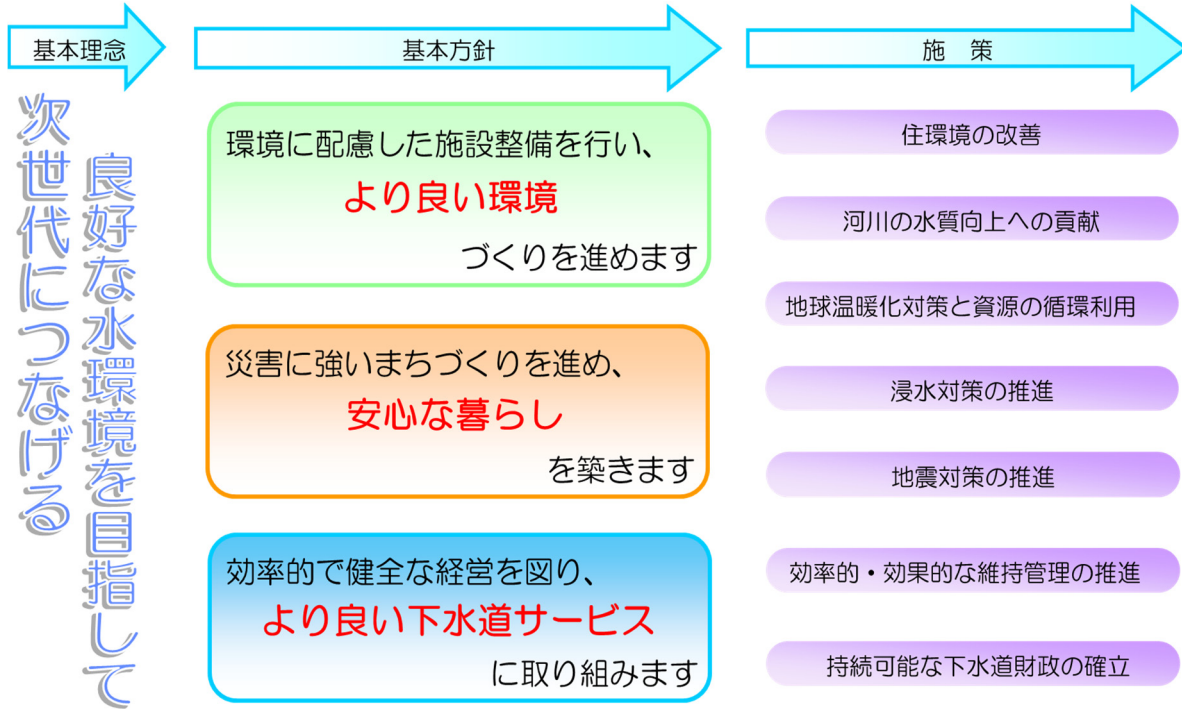 基本理念
基本方針
施 策
次世代につなげる
良好な水環境を目指して
環境に配慮した施設整備を行い、
より良い環境
づくりを進めます
災害に強いまちづくりを進め、
安心な暮らし
を築きます
効率的で健全な経営を図り、
より良い下水道サービス
に取り組みます
住環境の改善
河川の水質向上への貢献
地球温暖化対策と資源の循環利用
浸水対策の推進
地震対策の推進
効率的・効果的な維持管理の推進
持続可能な下水道財政の確立